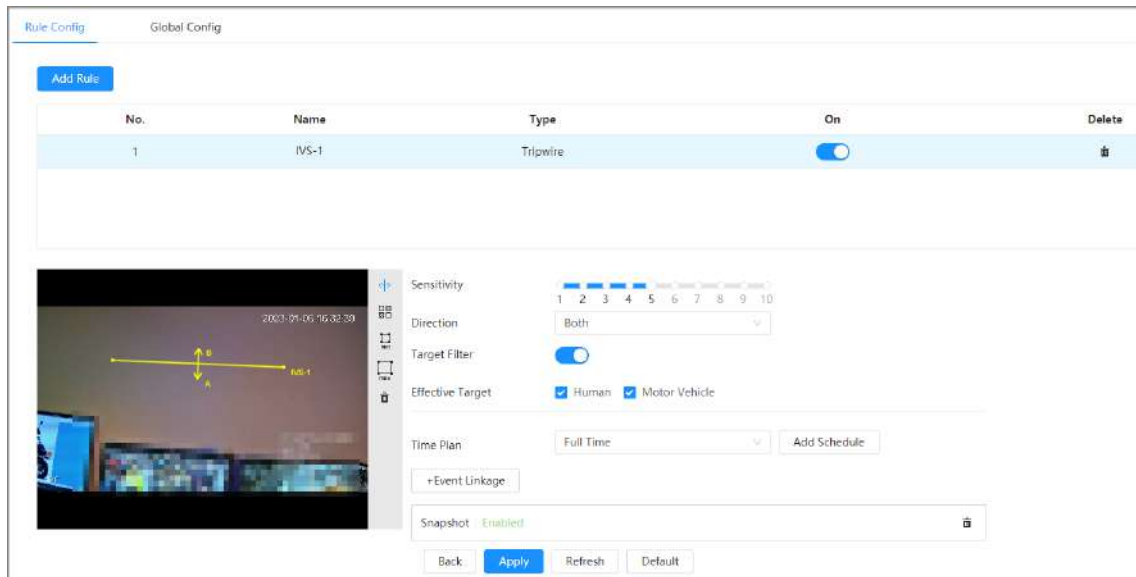 Rule Config Global Config
Add Rule
No. Name Type On Delete
1 IVS-1 Tripwire
Sensitivity
1 2 3 4 5 6 7 8 9 10
2023-01-06 16:32:30
Direction Both
B
Target Filter
IVS-1
A
Effective Target Human Motor Vehicle
Time Plan Full Time Add Schedule
+Event Linkage
Snapshot Enabled
Back Apply Refresh Default